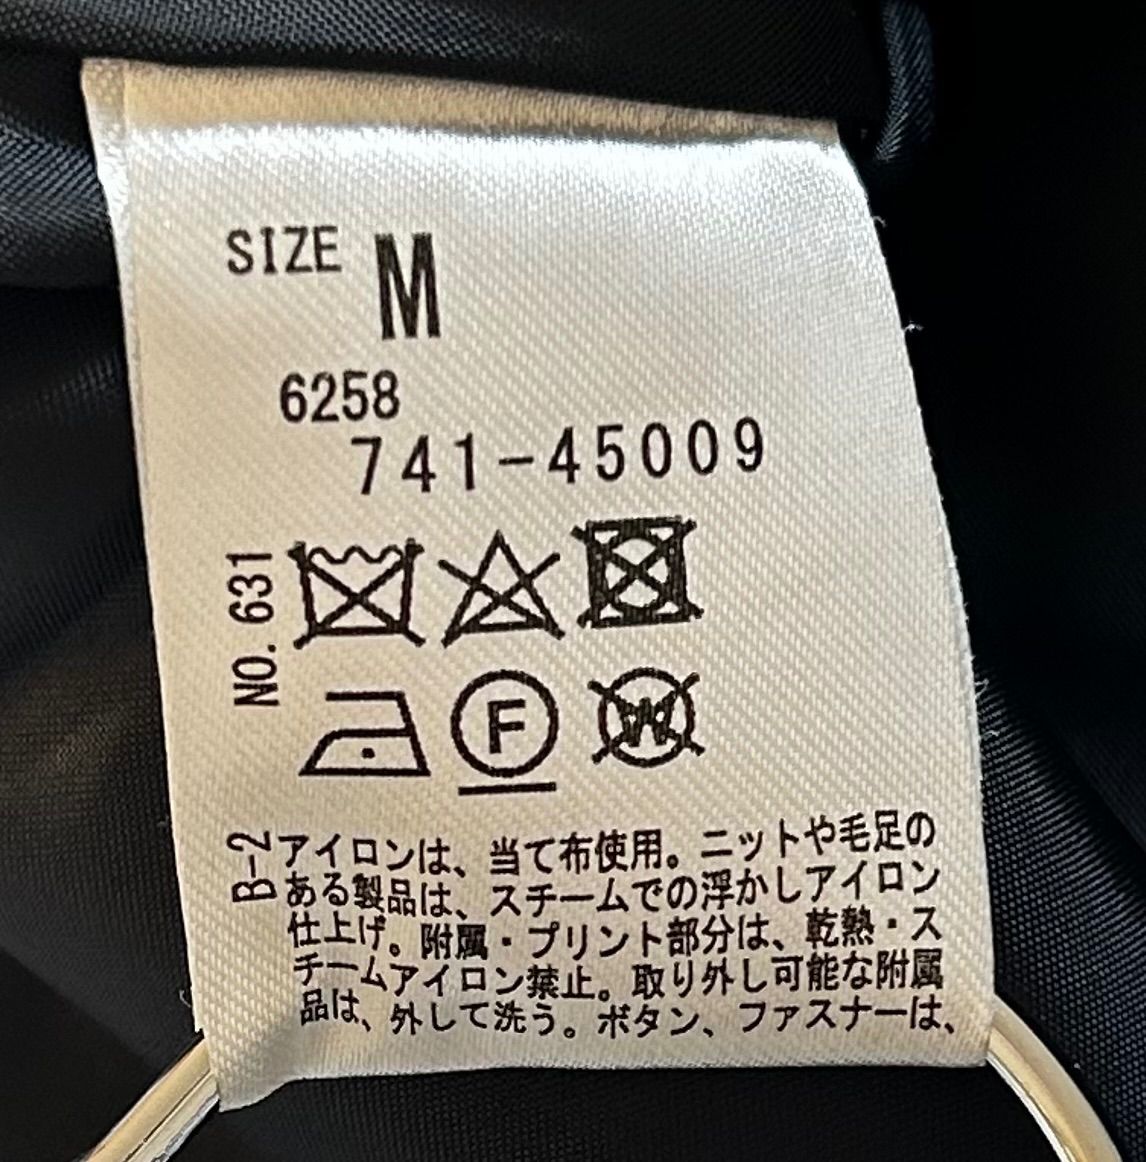 SIZE M
6258
741-45009
NO. 631
F
W
B-2
アイロンは、当て布使用。ニットや毛足の
ある製品は、スチームでの浮かしアイロン
仕上げ。附属・プリント部分は、乾熱・ス
チームアイロン禁止。取り外し可能な附属
品は、外して洗う。ボタン、ファスナーは、